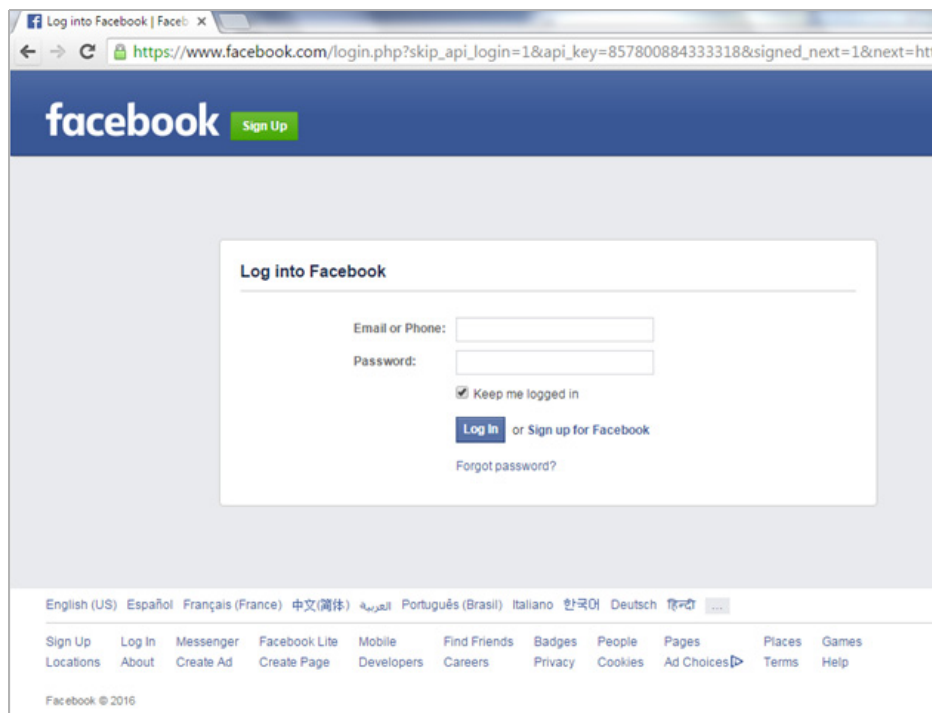 Log into Facebook | Faceb
https://www.facebook.com/login.php?skip_api_login=1&api_key=857800884333318&signed_next=1&next=htt
facebook Sign Up
Log into Facebook
Email or Phone:
Password:
Keep me logged in
Log In or Sign up for Facebook
Forgot password?
English (US) Español Français (France) 中文(简体) العربية Português (Brasil) Italiano 한국어 Deutsch हिन्दी ...
Sign Up Log In Messenger Facebook Lite Mobile Find Friends Badges People Pages Places Games
Locations About Create Ad Create Page Developers Careers Privacy Cookies Ad Choices Terms Help
Facebook © 2016